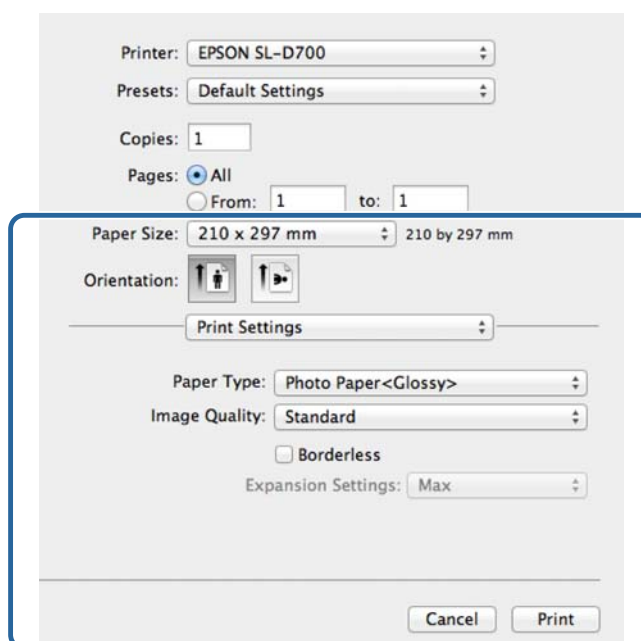 Printer: EPSON SL-D700
Presets: Default Settings
Copies: 1
Pages: All
From: 1 to: 1
Paper Size: 210 x 297 mm 210 by 297 mm
Orientation:
Print Settings
Paper Type: Photo Paper<Glossy>
Image Quality: Standard
Borderless
Expansion Settings: Max
Cancel Print